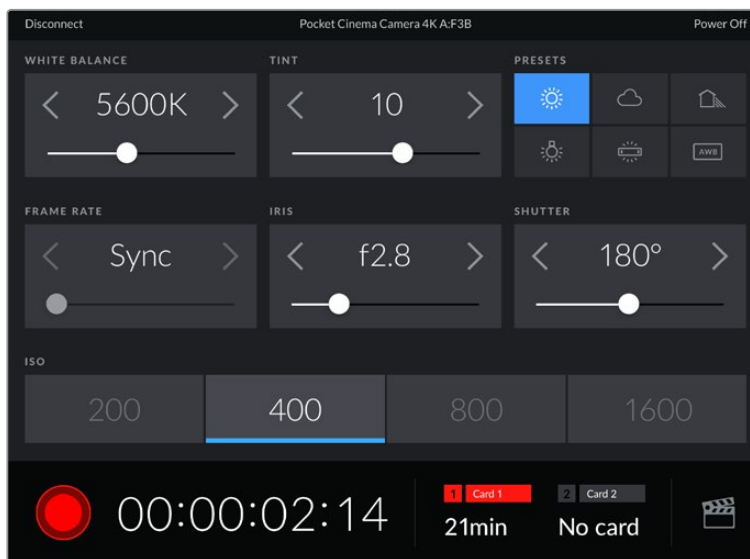 Disconnect Pocket Cinema Camera 4K A:F3B Power Off
WHITE BALANCE TINT PRESETS
5600K 10
AWB
FRAME RATE IRIS SHUTTER
Sync f2.8 180°
ISO
200 400 800 1600
00:00:02:14
1 Card 1 2 Card 2
21min No card